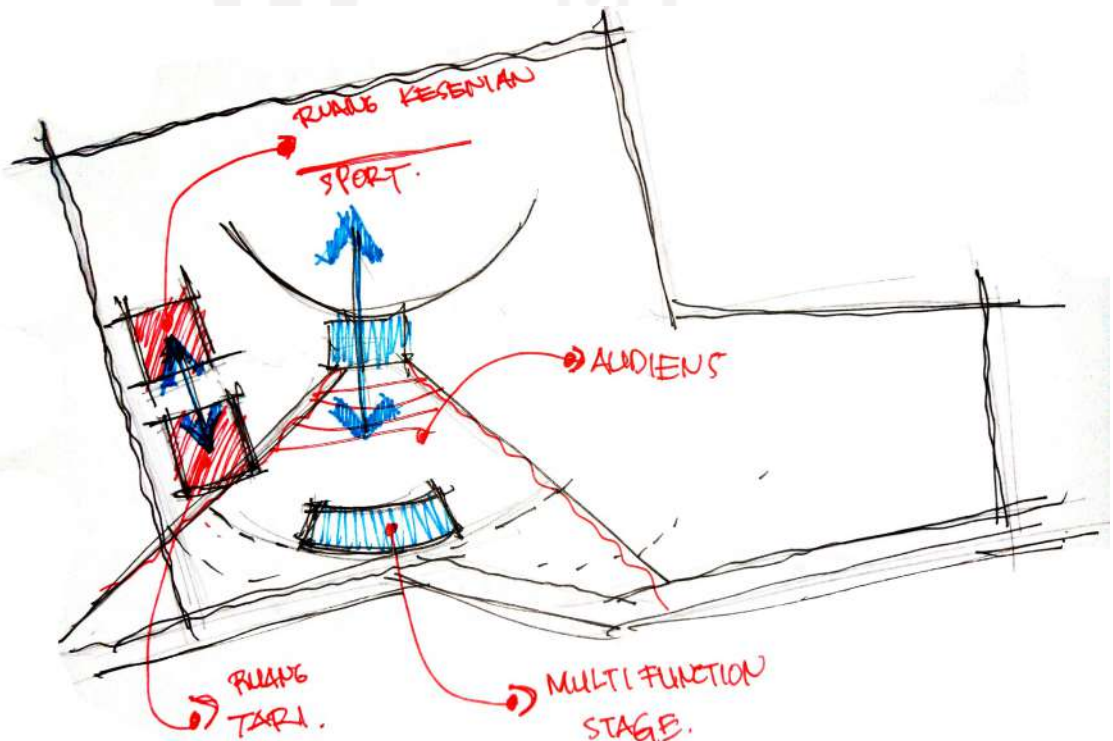 RUANG KESENIAN
SPORT.
AUDIENS
RUANG
TARI.
MULTI FUNCTION
STAGE.